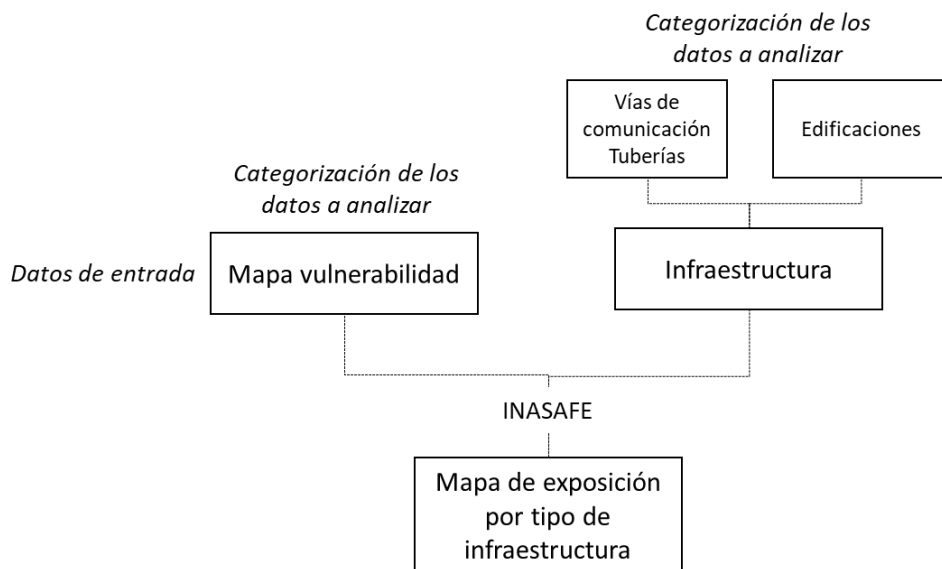 Categorización de los
datos a analizar
Vías de
comunicación
Tuberías
Edificaciones
Categorización de los
datos a analizar
Datos de entrada
Mapa vulnerabilidad
Infraestructura
INASAFE
Mapa de exposición
por tipo de
infraestructura